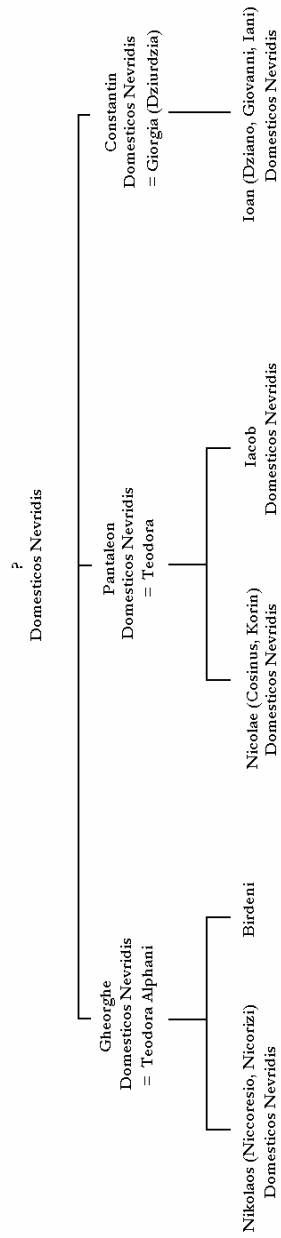 ?
Domesticos Nevridis
Gheorghe
Domesticos Nevridis
= Teodora Alphani
Pantaleon
Domesticos Nevridis
= Teodora
Constantin
Domesticos Nevridis
= Giorgia (Dziurdzia)
Nikolaos (Niccoresio, Nicorizi)
Domesticos Nevridis
Birdeni
Nicolae (Cosinus, Korin)
Domesticos Nevridis
Iacob
Domesticos Nevridis
Ioan (Dziano, Giovanni, Iani)
Domesticos Nevridis